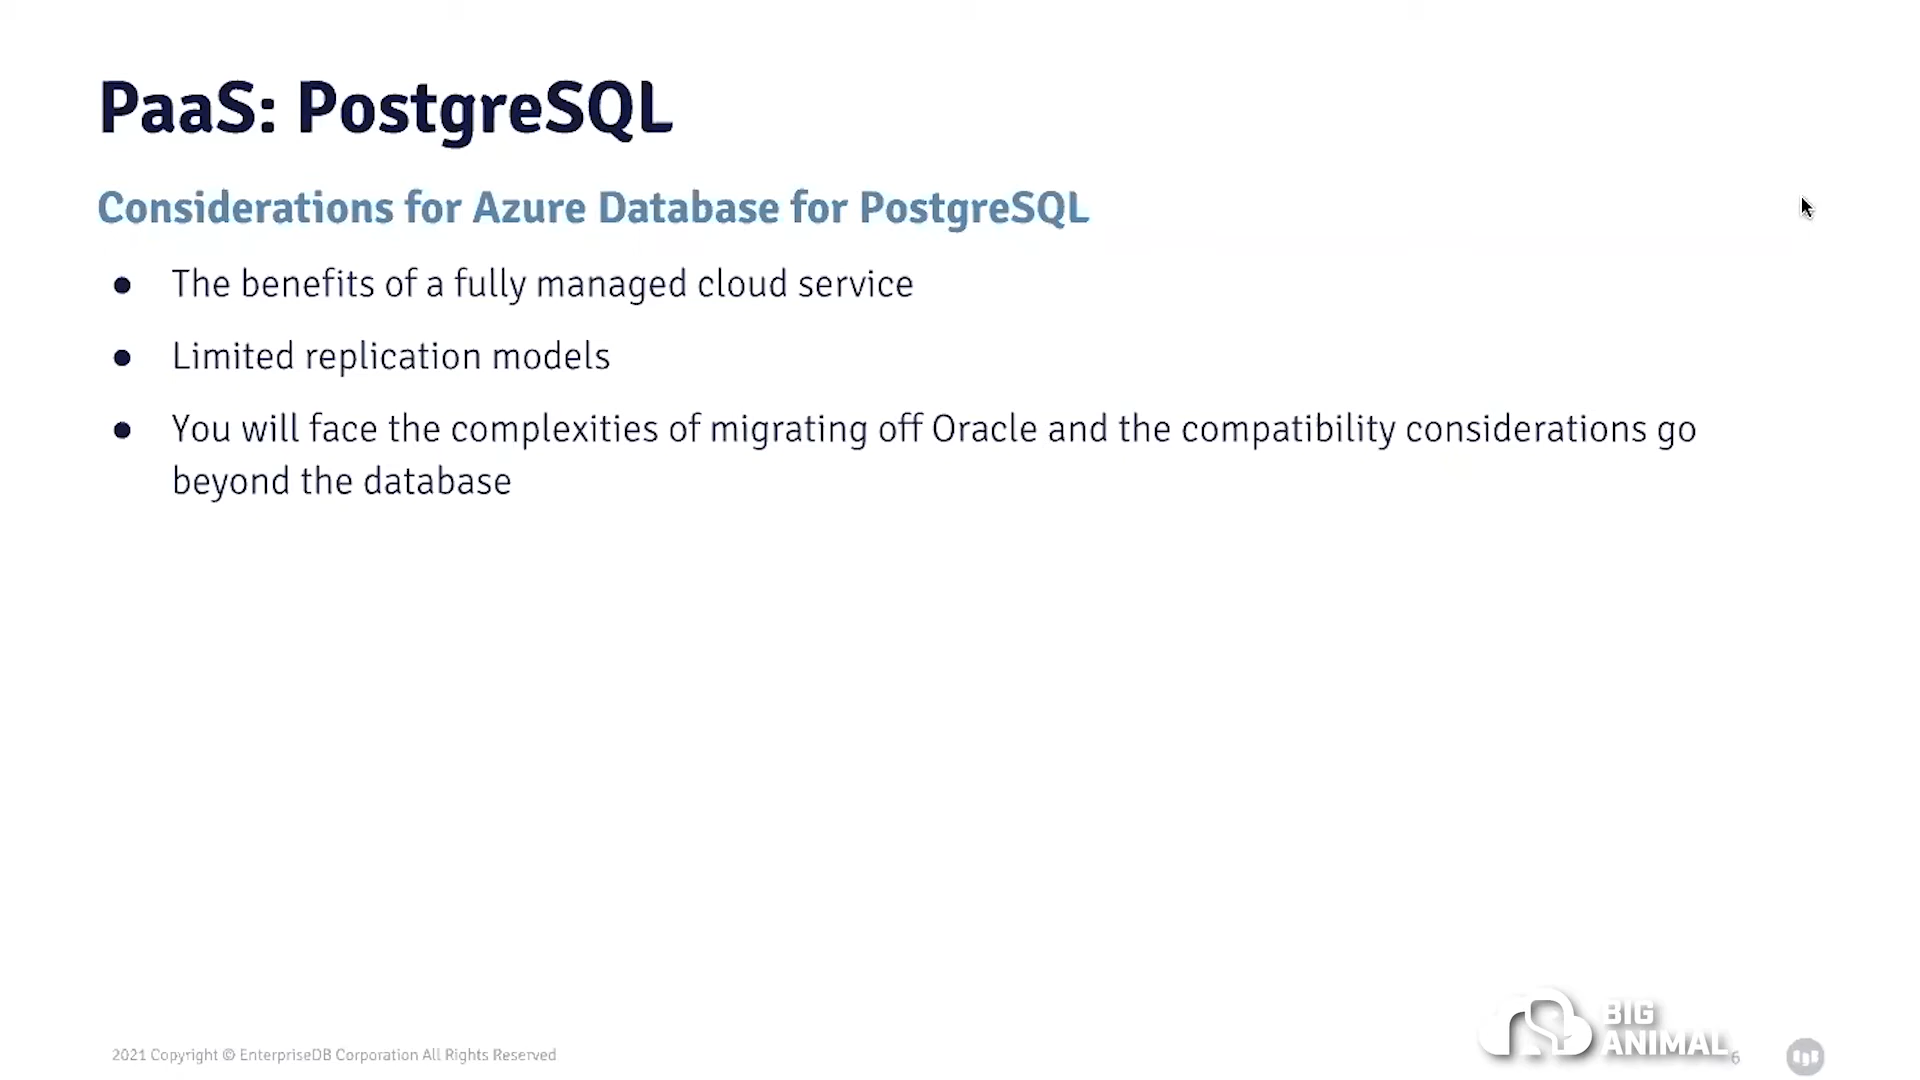 PaaS: PostgreSQL
Considerations for Azure Database for PostgreSQL
● The benefits of a fully managed cloud service
● Limited replication models
● You will face the complexities of migrating off Oracle and the compatibility considerations go
beyond the database
BIG
ANIMAL
6
2021 Copyright © EnterpriseDB Corporation All Rights Reserved